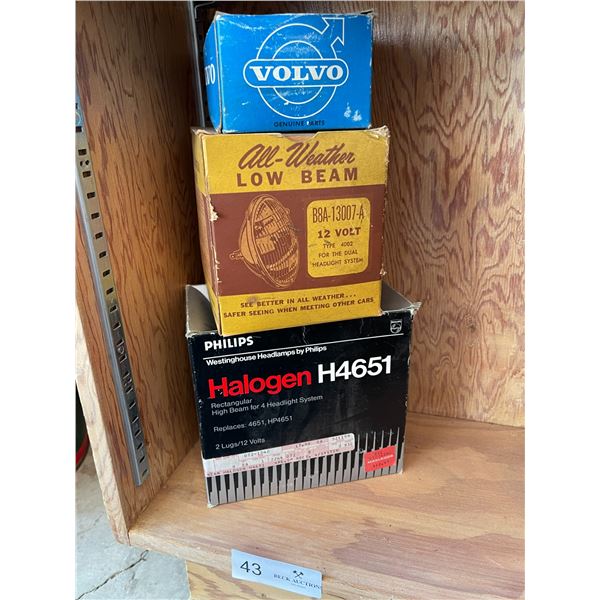 VOLVO
GENUINE PARTS
All-Weather
LOW BEAM
B8A-13007-A
12 VOLT
TYPE 4002
FOR THE DUAL
HEADLIGHT SYSTEM
SEE BETTER IN ALL WEATHER...
SAFER SEEING WHEN MEETING OTHER CARS
PHILIPS
Westinghouse Headlamps by Philips
Halogen H4651
Rectangular
High Beam for 4 Headlight System
Replaces: 4651, HP4651
2 Lugs/12 Volts
43
BECK AUCTIONS